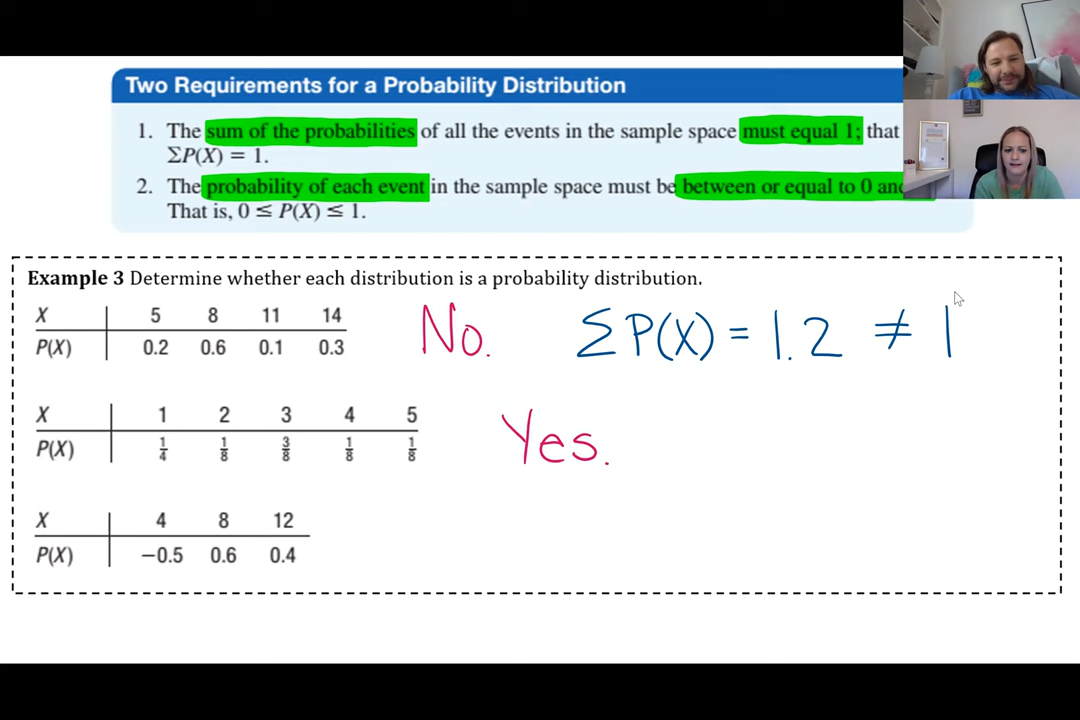 Two Requirements for a Probability Distribution
1. The sum of the probabilities of all the events in the sample space must equal 1; that
ΣP(X) = 1.
2. The probability of each event in the sample space must be between or equal to 0 and
That is, 0 ≤ P(X) ≤ 1.
Example 3 Determine whether each distribution is a probability distribution.
X 5 8 11 14
P(X) 0.2 0.6 0.1 0.3
No. ΣP(X) = 1.2 ≠ 1
X 1 2 3 4 5
P(X) 1/4 1/8 3/8 1/8 1/8
Yes.
X 4 8 12
P(X) −0.5 0.6 0.4